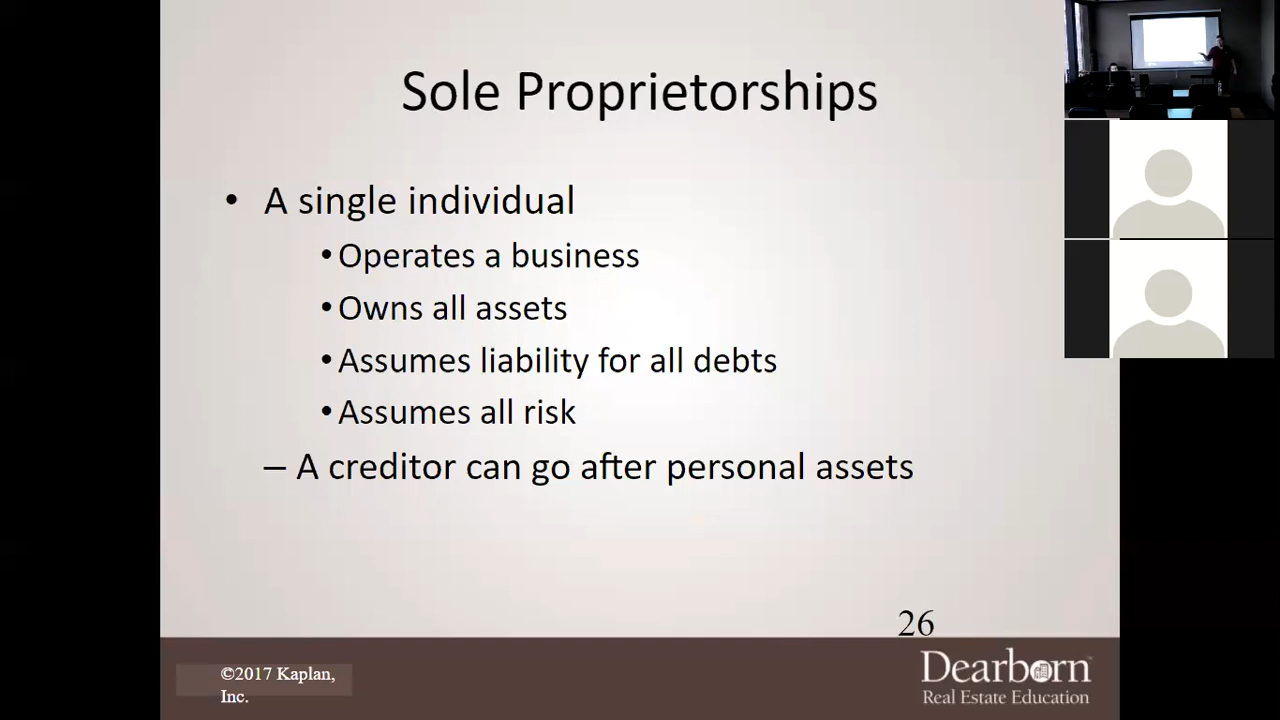 Sole Proprietorships
• A single individual
• Operates a business
• Owns all assets
• Assumes liability for all debts
• Assumes all risk
– A creditor can go after personal assets
26
©2017 Kaplan,
Inc.
Dearborn
Real Estate Education